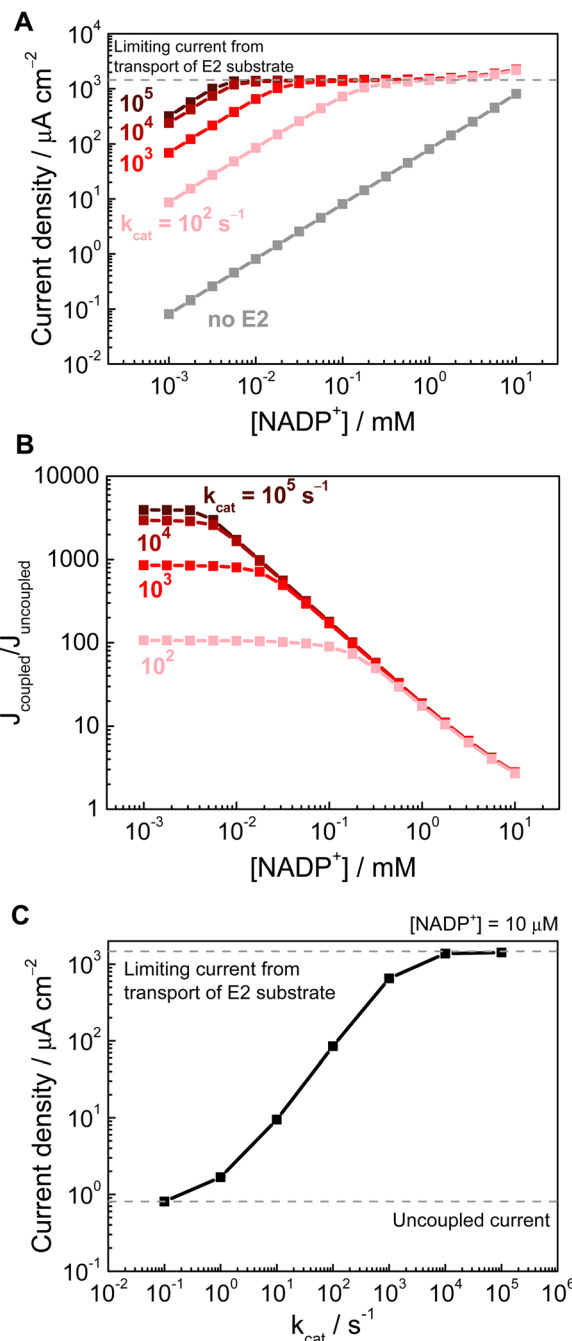 A
Limiting current from
transport of E2 substrate
10⁴
10³
10²
10¹
10⁰
10⁻¹
10⁻²
Current density / μA cm⁻²
10⁵
10⁴
10³
k_cat = 10² s⁻¹
no E2
10⁻³ 10⁻² 10⁻¹ 10⁰ 10¹
[NADP⁺] / mM
B
10000
1000
100
10
1
J_coupled/J_uncoupled
k_cat = 10⁵ s⁻¹
10⁴
10³
10²
10⁻³ 10⁻² 10⁻¹ 10⁰ 10¹
[NADP⁺] / mM
C
[NADP⁺] = 10 μM
10³
10²
10¹
10⁰
10⁻¹
Current density / μA cm⁻²
Limiting current from
transport of E2 substrate
Uncoupled current
10⁻² 10⁻¹ 10⁰ 10¹ 10² 10³ 10⁴ 10⁵ 10⁶
k_cat / s⁻¹